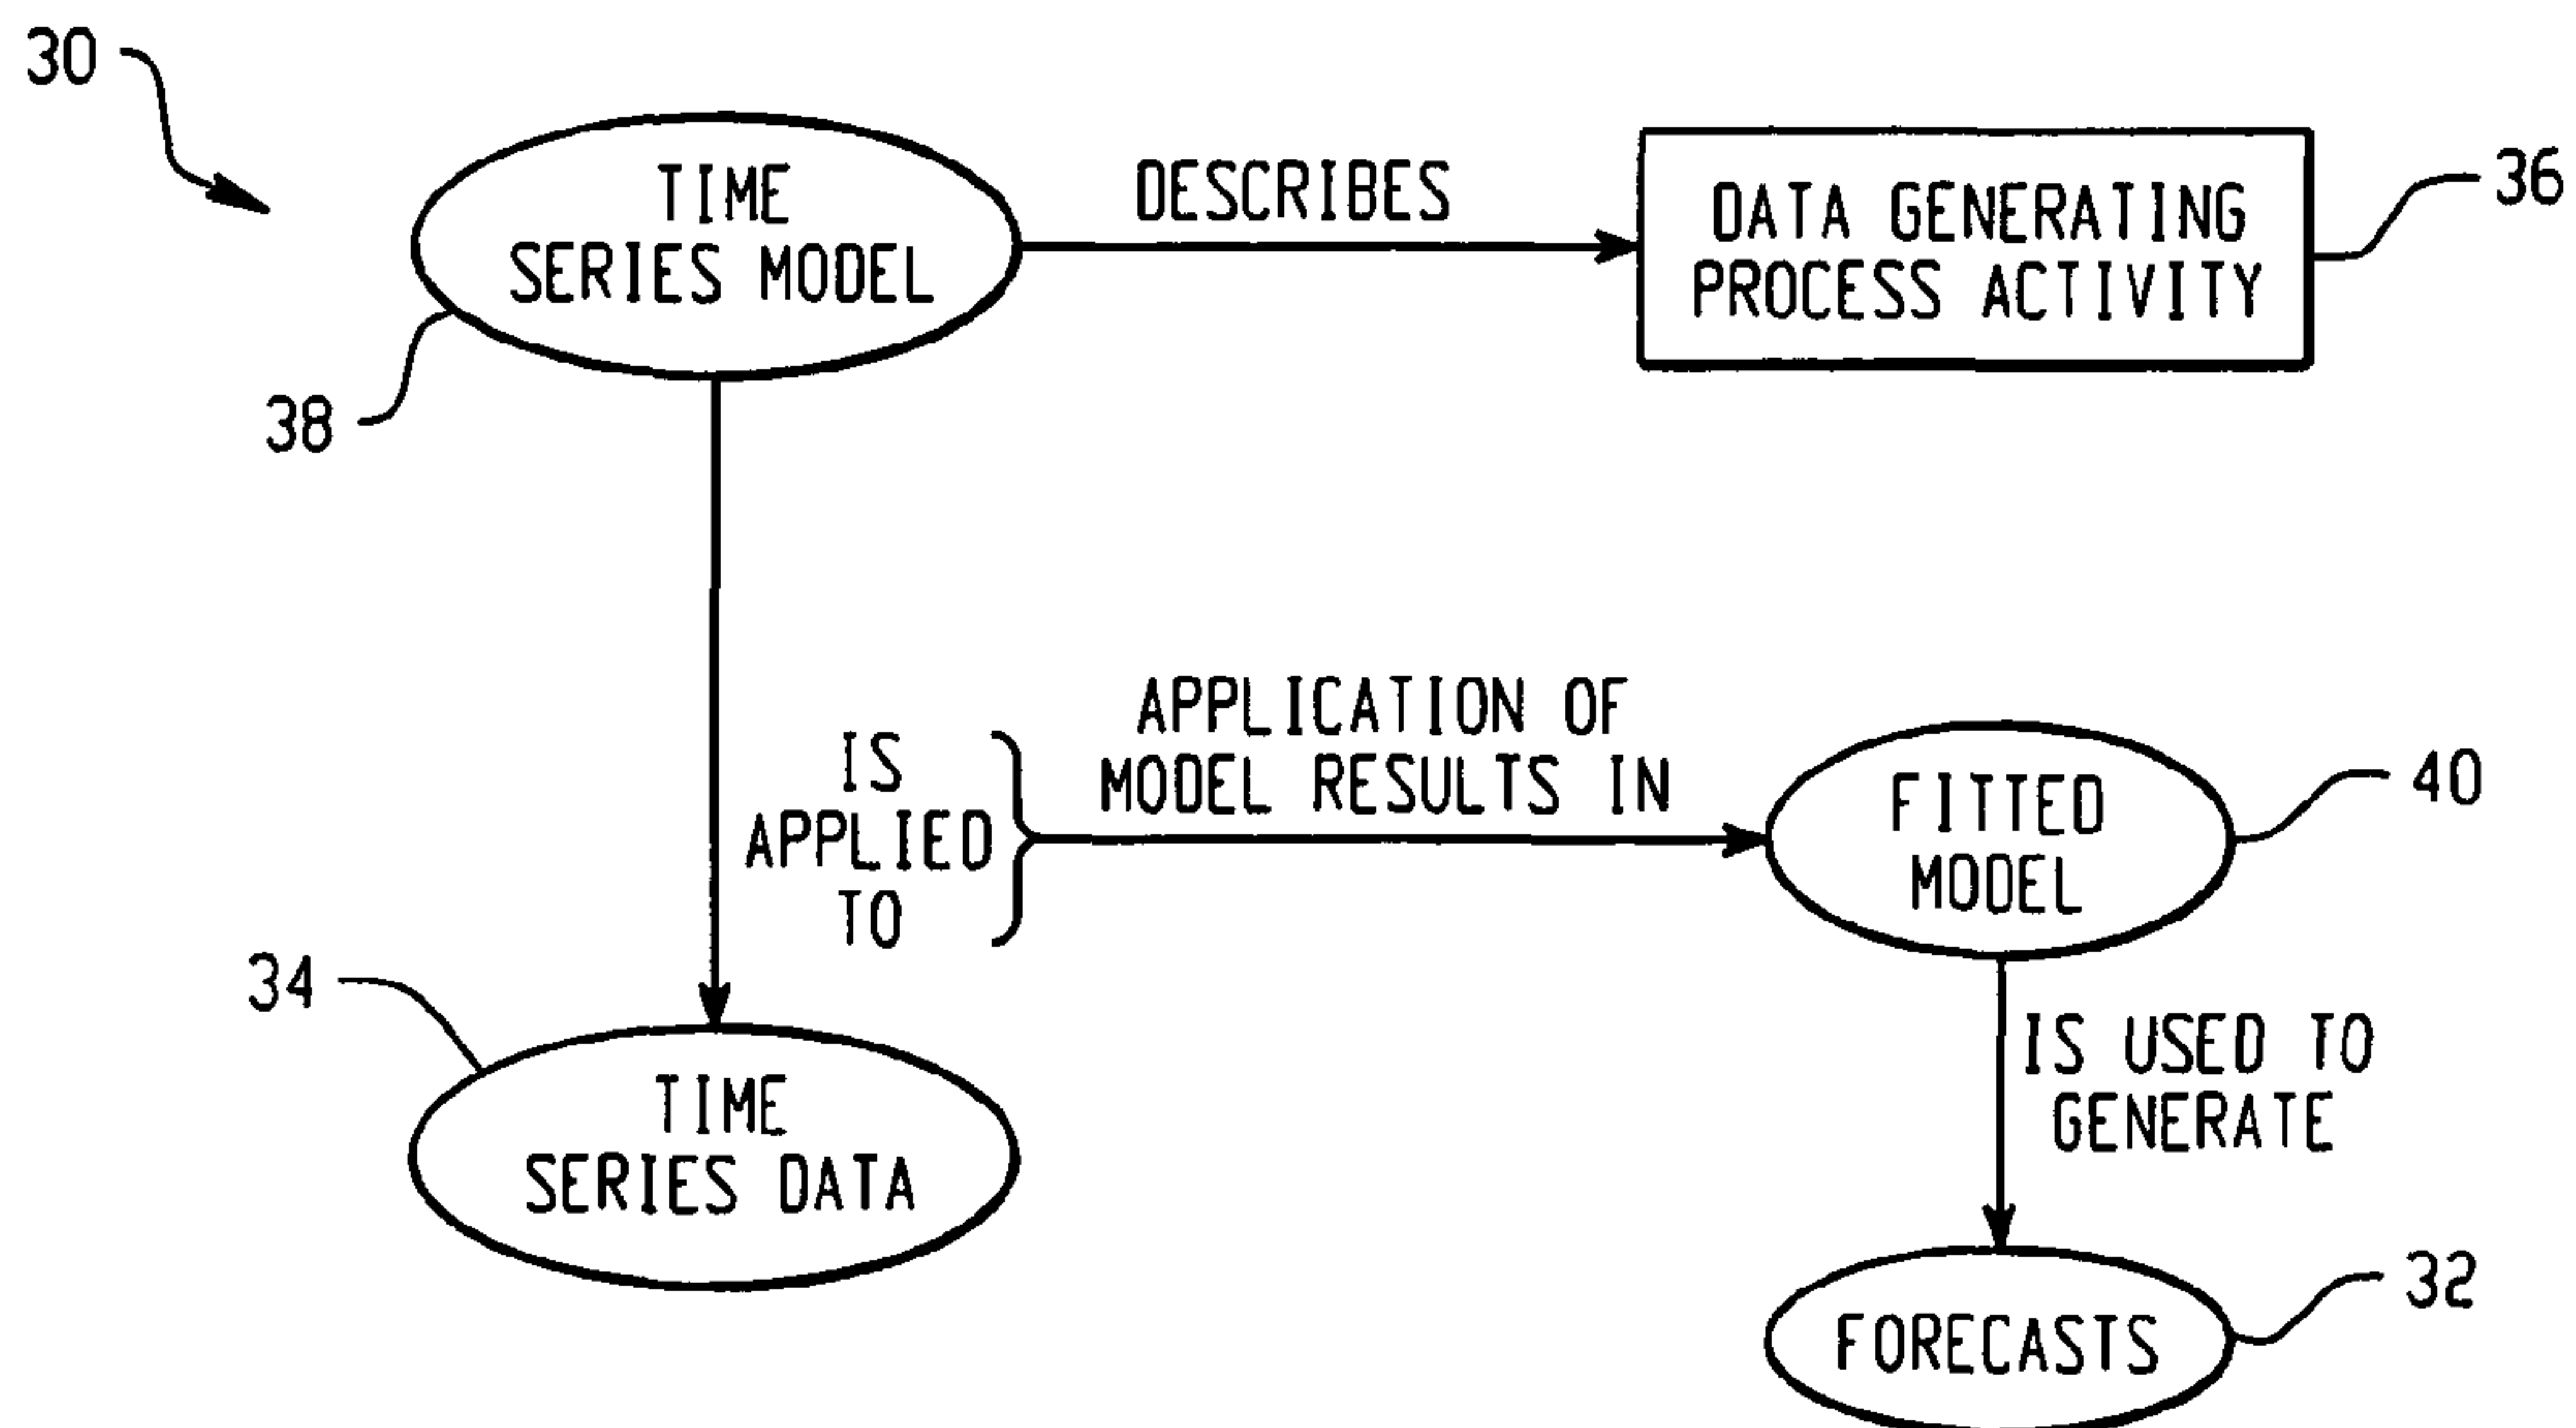 30
TIME
SERIES MODEL
DESCRIBES
DATA GENERATING
PROCESS ACTIVITY
36
38
IS
APPLIED
TO
APPLICATION OF
MODEL RESULTS IN
FITTED
MODEL
40
34
TIME
SERIES DATA
IS USED TO
GENERATE
FORECASTS
32